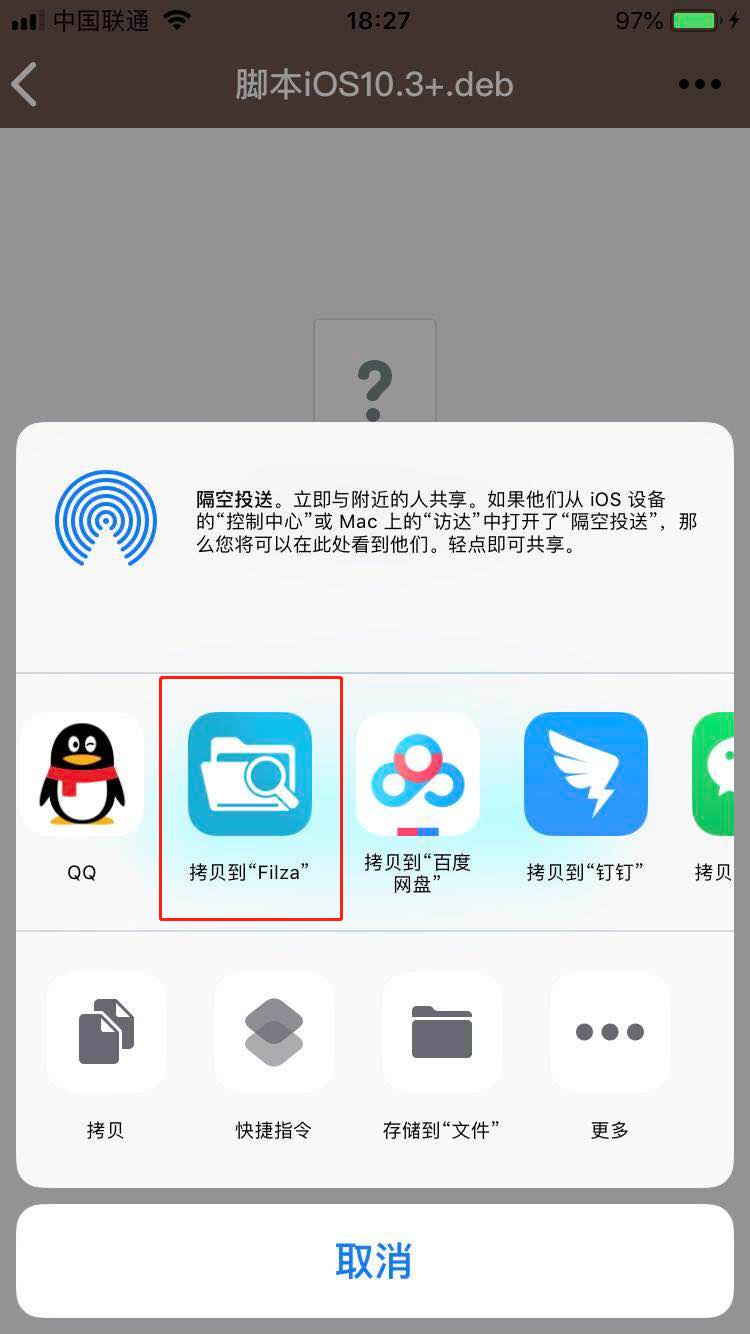 中国联通
18:27
97%
脚本iOS10.3+.deb
?
隔空投送。立即与附近的人共享。如果他们从 iOS 设备
的“控制中心”或 Mac 上的“访达”中打开了“隔空投送”，那
么您将可以在此处看到他们。轻点即可共享。
QQ
拷贝到“Filza”
拷贝到“百度
网盘”
拷贝到“钉钉”
拷贝
拷贝
快捷指令
存储到“文件”
更多
取消